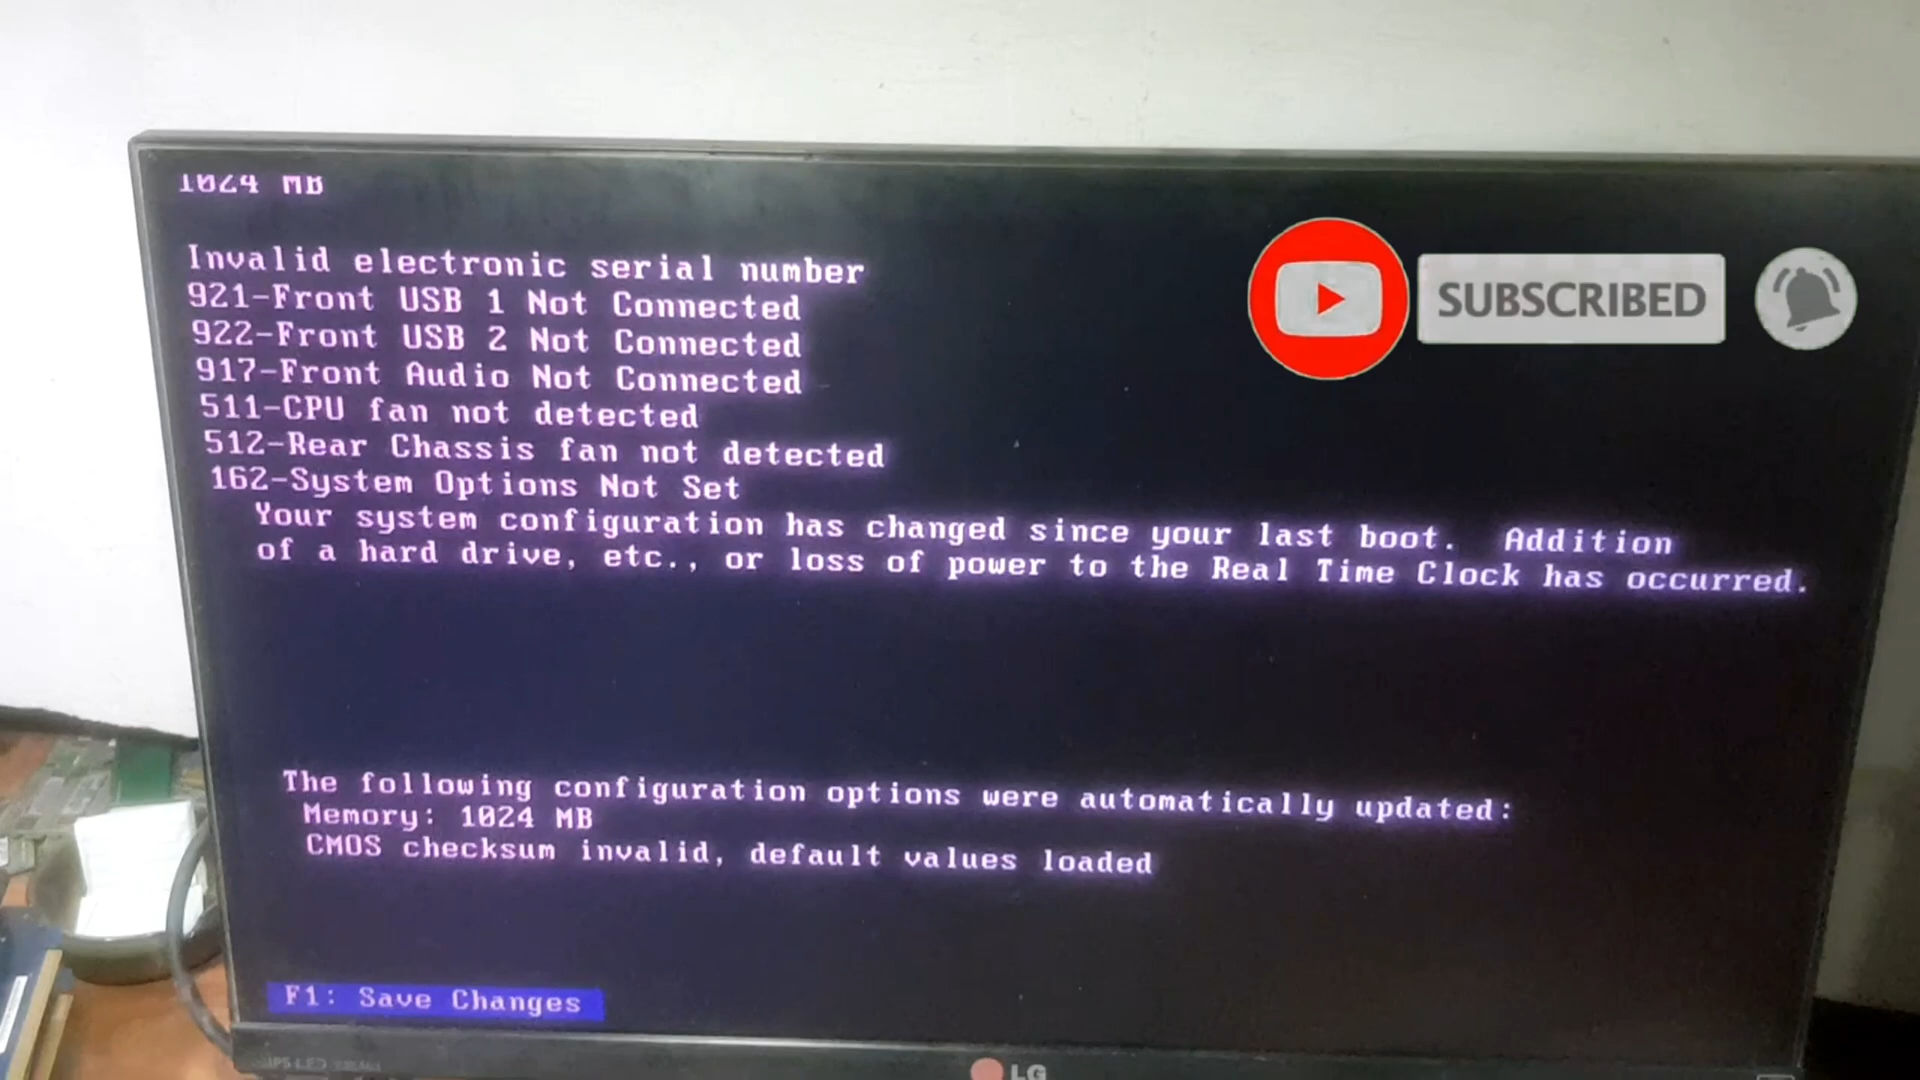 1024 MB
Invalid electronic serial number
921-Front USB 1 Not Connected
922-Front USB 2 Not Connected
917-Front Audio Not Connected
511-CPU fan not detected
512-Rear Chassis fan not detected
162-System Options Not Set
Your system configuration has changed since your last boot. Addition
of a hard drive, etc., or loss of power to the Real Time Clock has occurred.
The following configuration options were automatically updated:
Memory: 1024 MB
CMOS checksum invalid, default values loaded
F1: Save Changes
SUBSCRIBED
LG